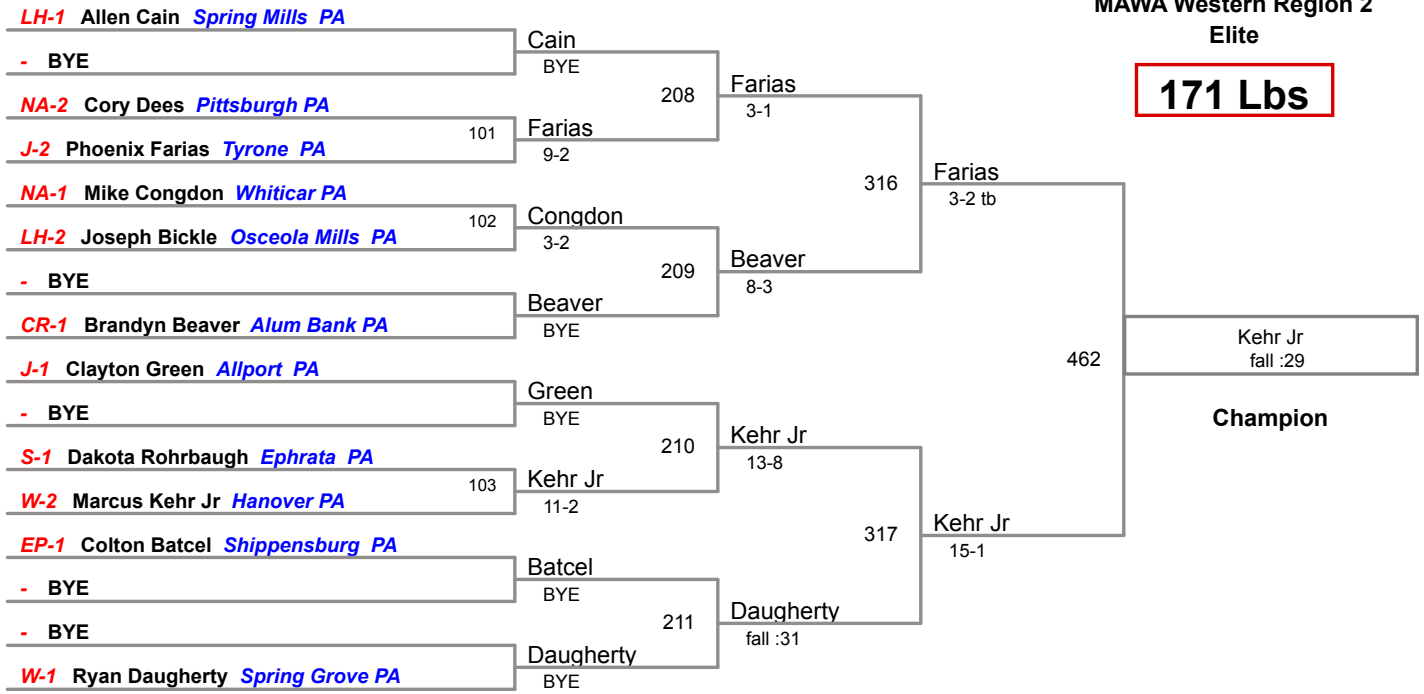 MAWA Western Region 2
Elite
171 Lbs
LH-1 Allen Cain Spring Mills PA
- BYE
NA-2 Cory Dees Pittsburgh PA
J-2 Phoenix Farias Tyrone PA
NA-1 Mike Congdon Whiticar PA
LH-2 Joseph Bickle Osceola Mills PA
- BYE
CR-1 Brandyn Beaver Alum Bank PA
J-1 Clayton Green Allport PA
- BYE
S-1 Dakota Rohrbaugh Ephrata PA
W-2 Marcus Kehr Jr Hanover PA
EP-1 Colton Batcel Shippensburg PA
- BYE
- BYE
W-1 Ryan Daugherty Spring Grove PA
101
102
103
Cain
BYE
Farias
9-2
Congdon
3-2
Beaver
BYE
Green
BYE
Kehr Jr
11-2
Batcel
BYE
Daugherty
BYE
208
209
210
211
Farias
3-1
Beaver
8-3
Kehr Jr
13-8
Daugherty
fall :31
316
317
Farias
3-2 tb
Kehr Jr
15-1
462
Kehr Jr
fall :29
Champion